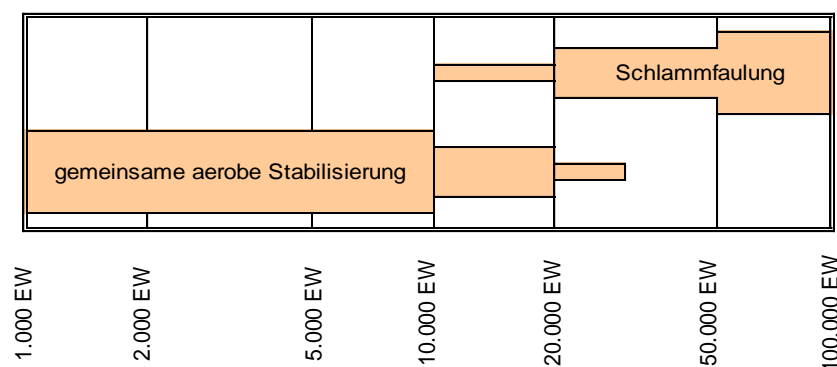 Schlammfaulung
gemeinsame aerobe Stabilisierung
1.000 EW
2.000 EW
5.000 EW
10.000 EW
20.000 EW
50.000 EW
100.000 EW